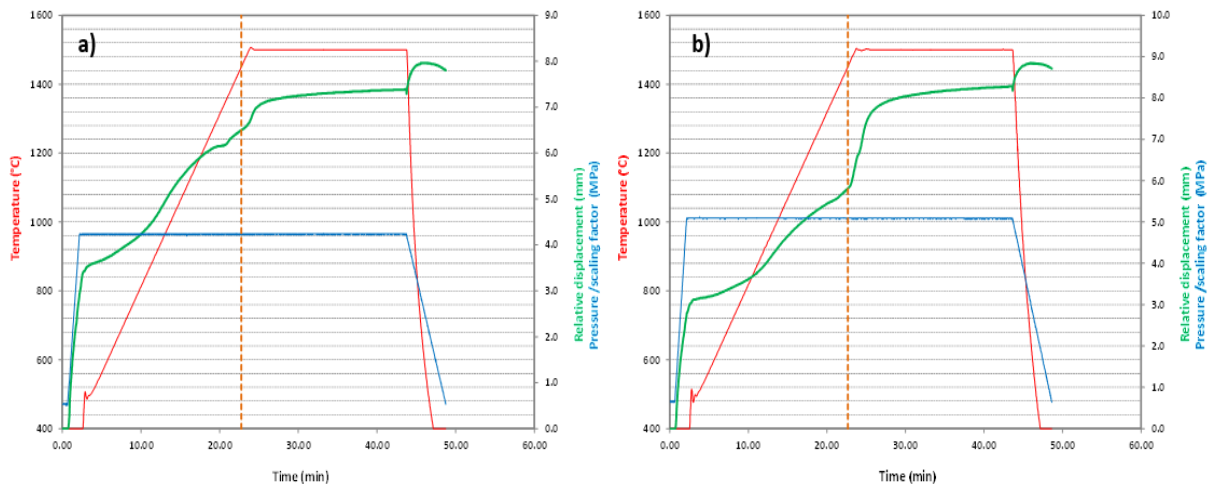 a)
1600
1400
1200
1000
800
600
400
9.0
8.0
7.0
6.0
5.0
4.0
3.0
2.0
1.0
0.0
0.00 10.00 20.00 30.00 40.00 50.00 60.00
Time (min)
Temperature (°C)
Relative displacement (mm)
Pressure /scaling factor (MPa)
b)
1600
1400
1200
1000
800
600
400
10.0
9.0
8.0
7.0
6.0
5.0
4.0
3.0
2.0
1.0
0.0
0.00 10.00 20.00 30.00 40.00 50.00 60.00
Time (min)
Temperature (°C)
Relative displacement (mm)
Pressure /scaling factor (MPa)